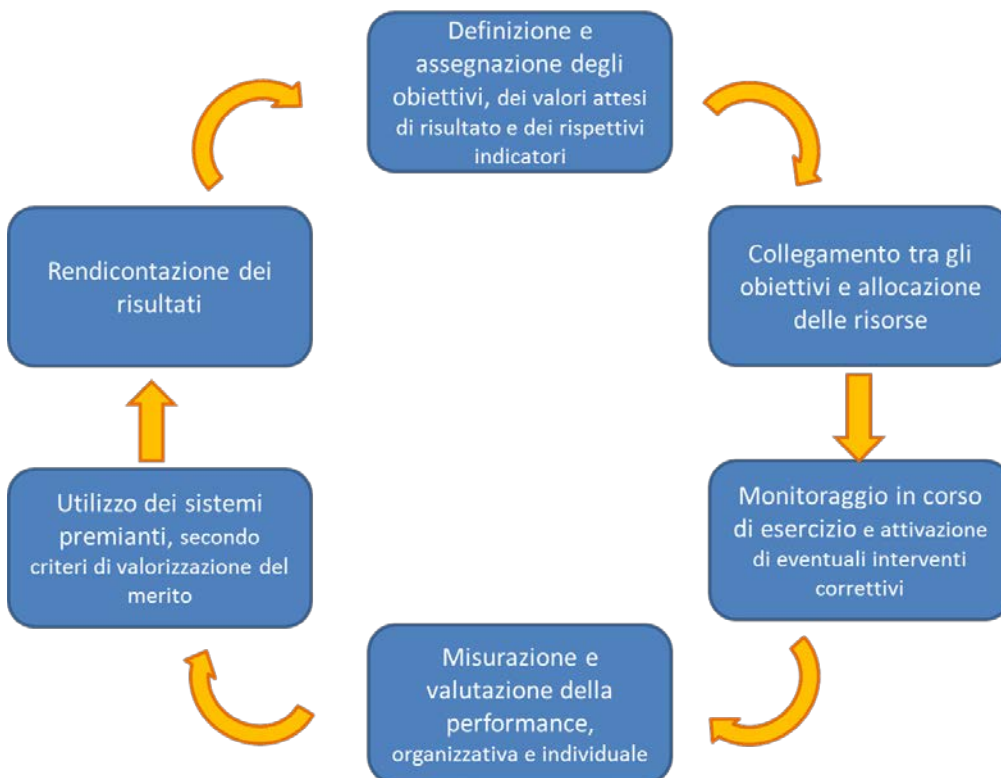 Definizione e
assegnazione degli
obiettivi, dei valori attesi
di risultato e dei rispettivi
indicatori
Collegamento tra gli
obiettivi e allocazione
delle risorse
Monitoraggio in corso
di esercizio e attivazione
di eventuali interventi
correttivi
Misurazione e
valutazione della
performance,
organizzativa e individuale
Utilizzo dei sistemi
premianti, secondo
criteri di valorizzazione del
merito
Rendicontazione dei
risultati